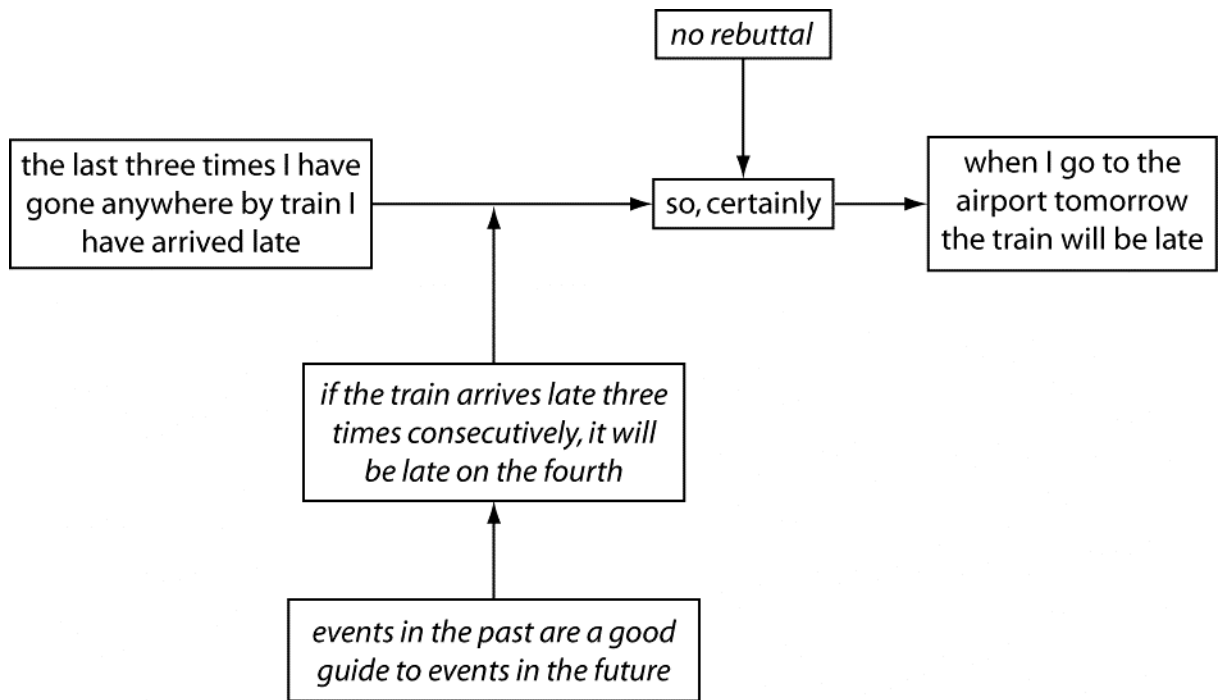 no rebuttal
the last three times I have
gone anywhere by train I
have arrived late
so, certainly
when I go to the
airport tomorrow
the train will be late
if the train arrives late three
times consecutively, it will
be late on the fourth
events in the past are a good
guide to events in the future